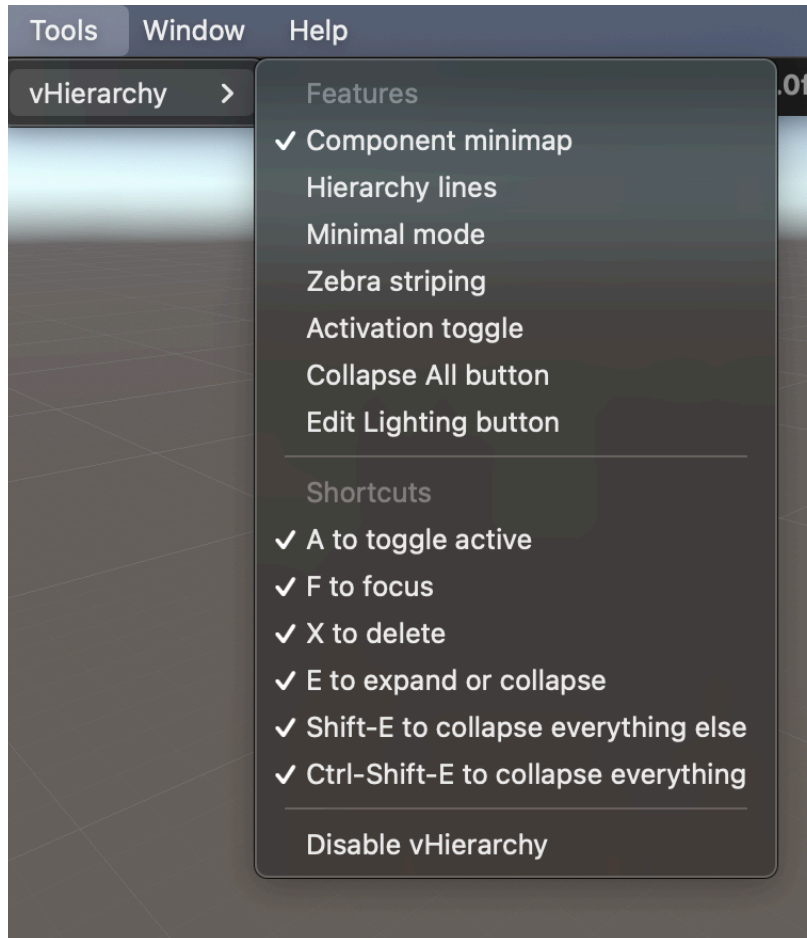 Tools Window Help
vHierarchy
.0f
Features
Component minimap
Hierarchy lines
Minimal mode
Zebra striping
Activation toggle
Collapse All button
Edit Lighting button
Shortcuts
A to toggle active
F to focus
X to delete
E to expand or collapse
Shift-E to collapse everything else
Ctrl-Shift-E to collapse everything
Disable vHierarchy